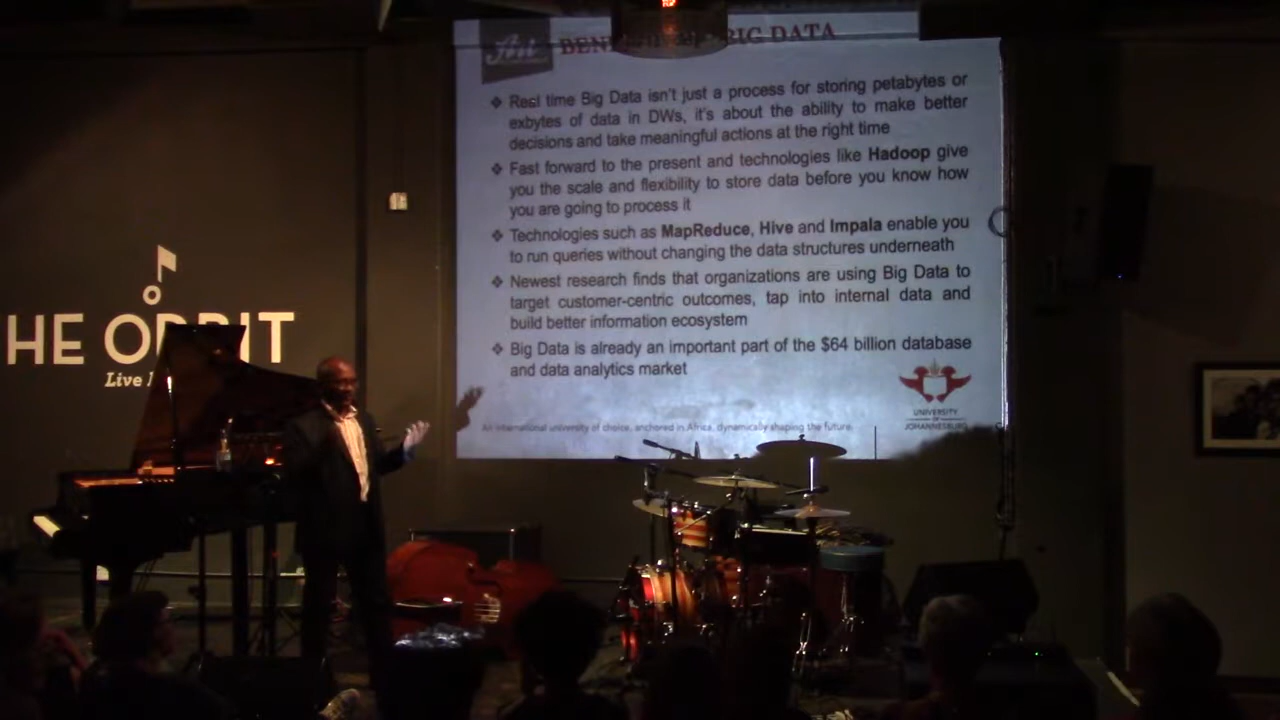 BIG DATA
❖ Real time Big Data isn't just a process for storing petabytes or
exbytes of data in DWs, it's about the ability to make better
decisions and take meaningful actions at the right time
❖ Fast forward to the present and technologies like Hadoop give
you the scale and flexibility to store data before you know how
you are going to process it
❖ Technologies such as MapReduce, Hive and Impala enable you
to run queries without changing the data structures underneath
❖ Newest research finds that organizations are using Big Data to
target customer-centric outcomes, tap into internal data and
build better information ecosystem
❖ Big Data is already an important part of the $64 billion database
and data analytics market
UNIVERSITY
OF
JOHANNESBURG
An international university of choice, anchored in Africa, dynamically shaping the future.
HE ORBIT
Live